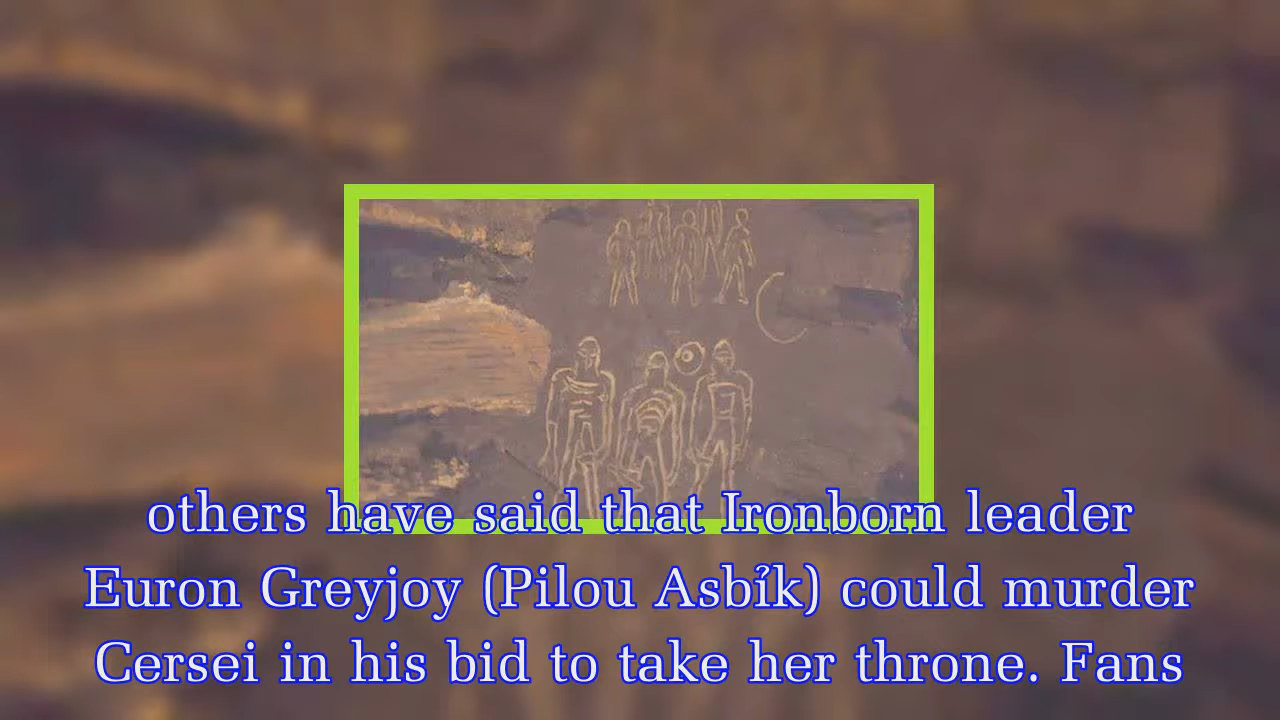 others have said that Ironborn leader
Euron Greyjoy (Pilou Asbỉk) could murder
Cersei in his bid to take her throne. Fans